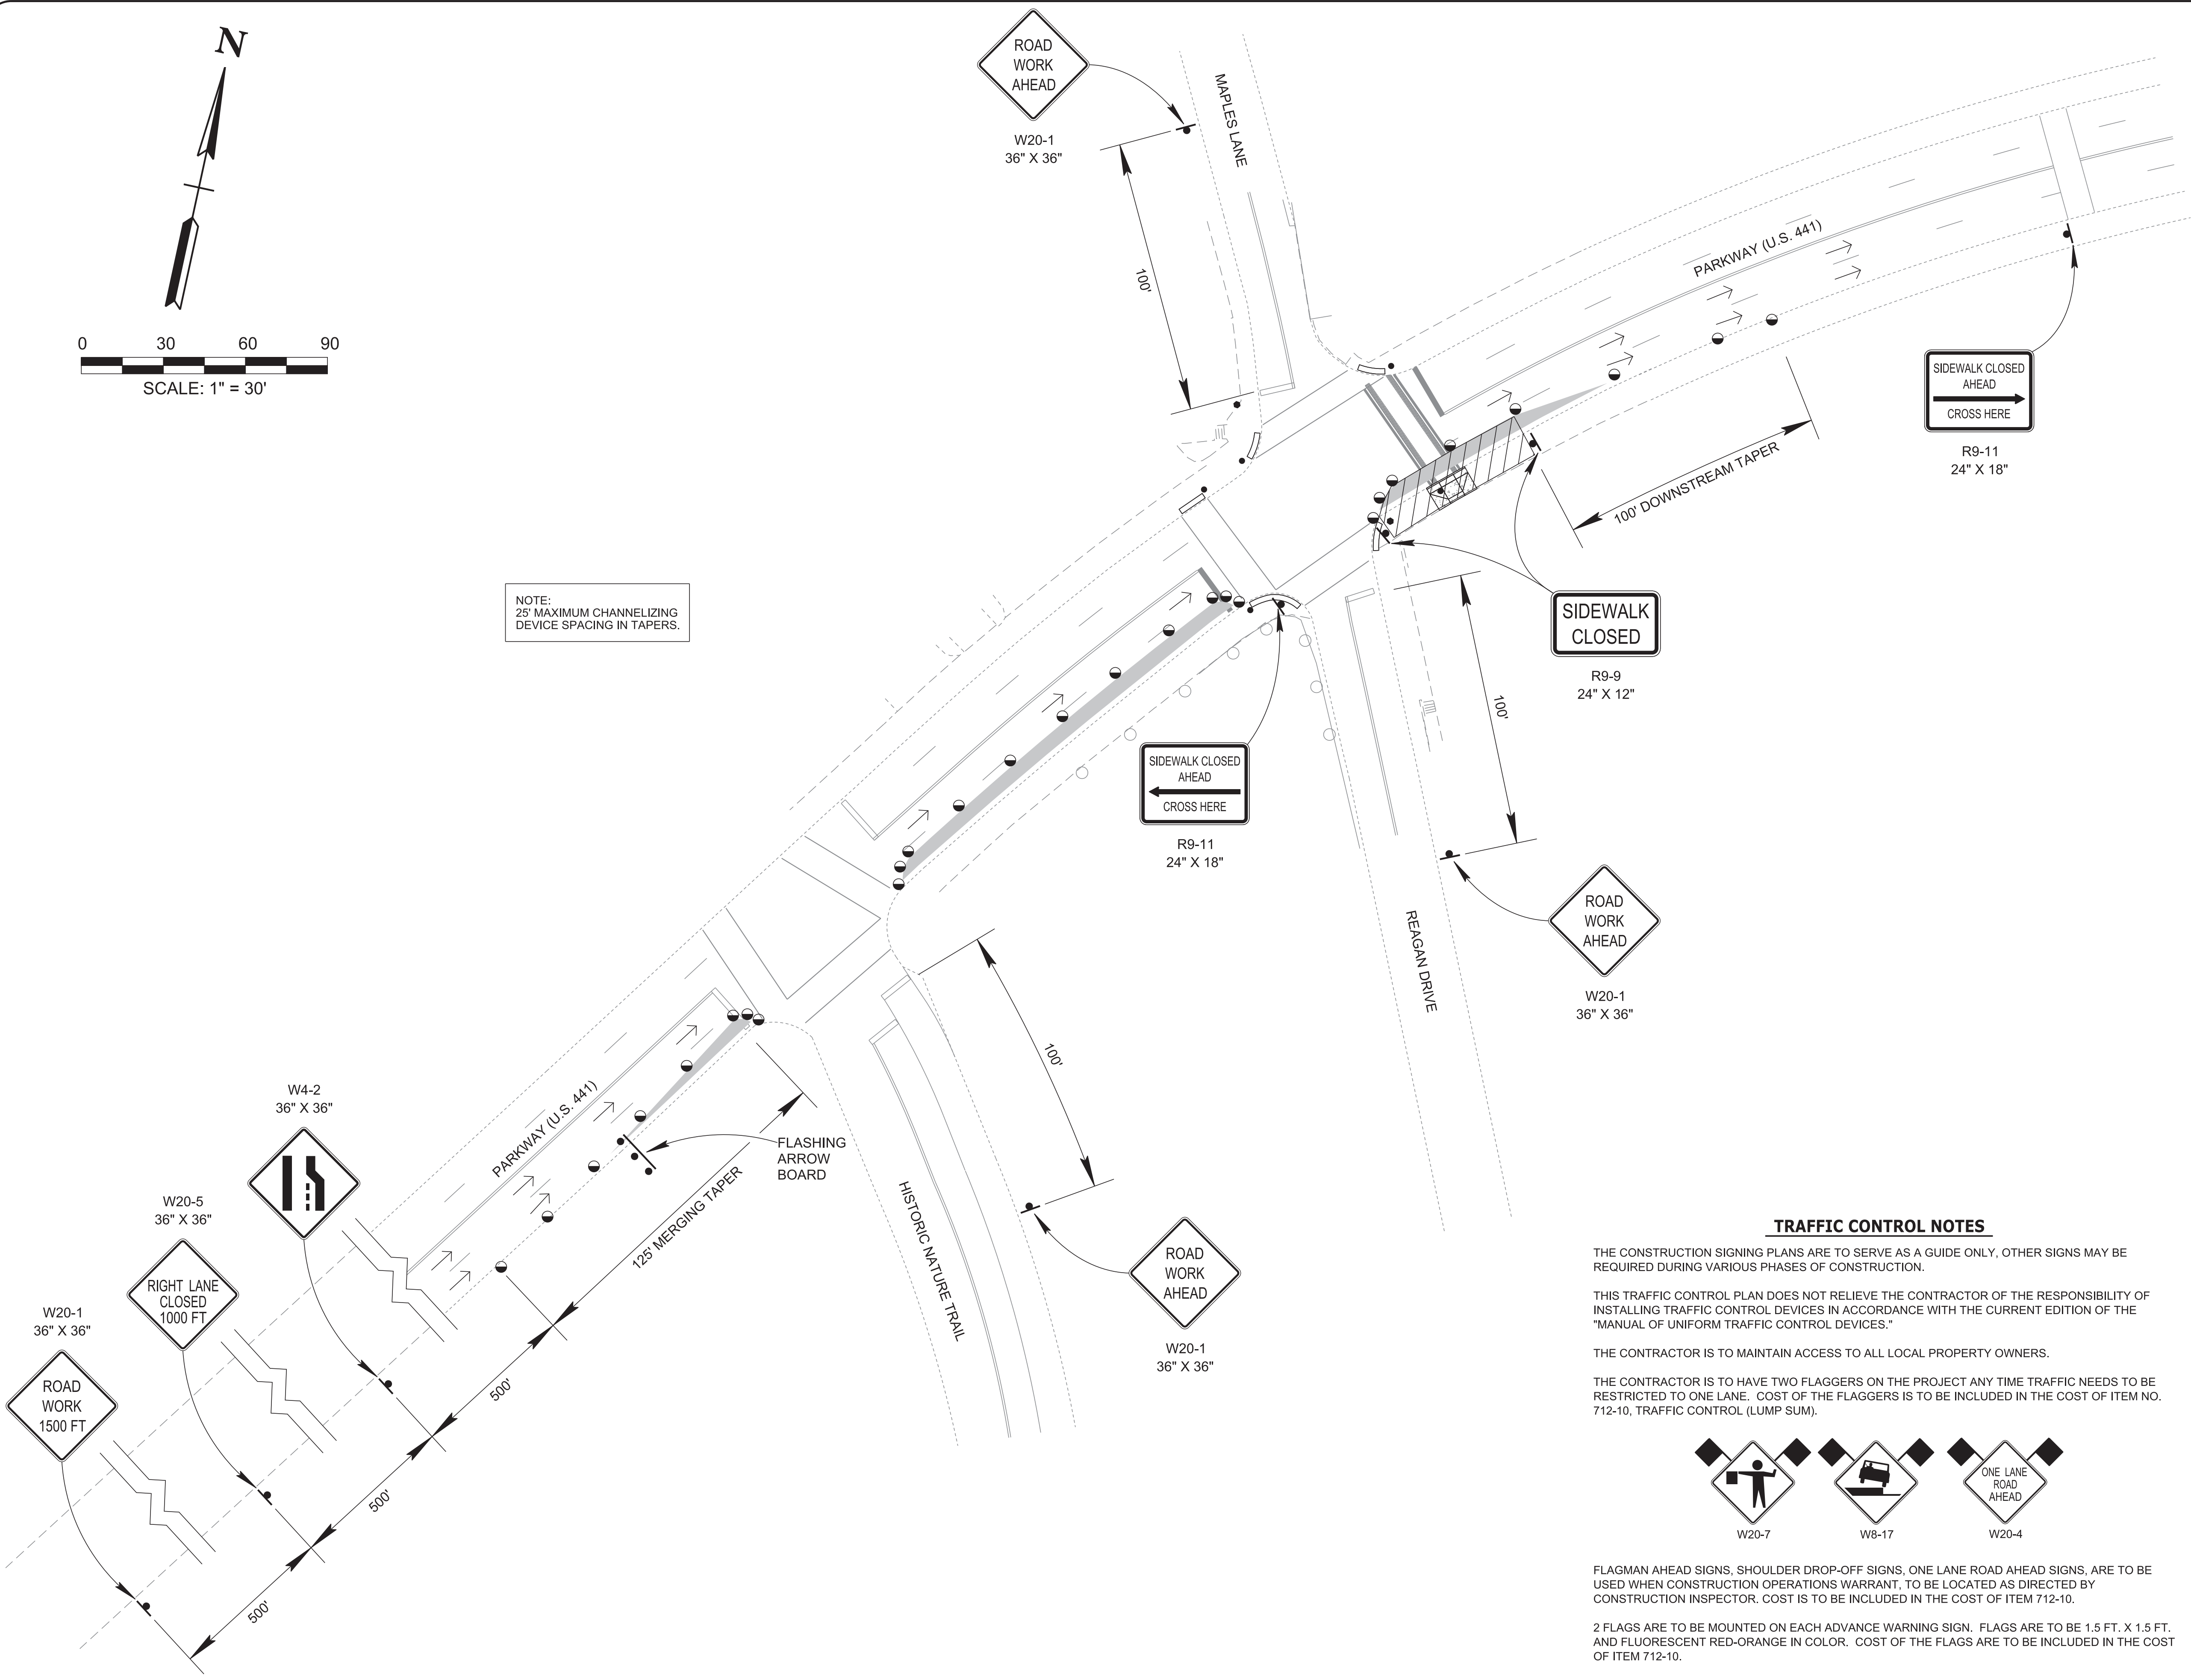 N
0 30 60 90
SCALE: 1" = 30'
ROAD
WORK
AHEAD
W20-1
36" X 36"
MAPLES LANE
100'
PARKWAY (U.S. 441)
SIDEWALK CLOSED
AHEAD
CROSS HERE
R9-11
24" X 18"
100' DOWNSTREAM TAPER
NOTE:
25' MAXIMUM CHANNELIZING
DEVICE SPACING IN TAPERS.
SIDEWALK
CLOSED
R9-9
24" X 12"
100'
SIDEWALK CLOSED
AHEAD
CROSS HERE
R9-11
24" X 18"
ROAD
WORK
AHEAD
W20-1
36" X 36"
REAGAN DRIVE
100'
PARKWAY (U.S. 441)
FLASHING
ARROW
BOARD
125' MERGING TAPER
HISTORIC NATURE TRAIL
ROAD
WORK
AHEAD
W20-1
36" X 36"
W4-2
36" X 36"
W20-5
36" X 36"
RIGHT LANE
CLOSED
1000 FT
W20-1
36" X 36"
ROAD
WORK
1500 FT
500'
500'
500'
TRAFFIC CONTROL NOTES
THE CONSTRUCTION SIGNING PLANS ARE TO SERVE AS A GUIDE ONLY, OTHER SIGNS MAY BE
REQUIRED DURING VARIOUS PHASES OF CONSTRUCTION.
THIS TRAFFIC CONTROL PLAN DOES NOT RELIEVE THE CONTRACTOR OF THE RESPONSIBILITY OF
INSTALLING TRAFFIC CONTROL DEVICES IN ACCORDANCE WITH THE CURRENT EDITION OF THE
"MANUAL OF UNIFORM TRAFFIC CONTROL DEVICES."
THE CONTRACTOR IS TO MAINTAIN ACCESS TO ALL LOCAL PROPERTY OWNERS.
THE CONTRACTOR IS TO HAVE TWO FLAGGERS ON THE PROJECT ANY TIME TRAFFIC NEEDS TO BE
RESTRICTED TO ONE LANE. COST OF THE FLAGGERS IS TO BE INCLUDED IN THE COST OF ITEM NO.
712-10, TRAFFIC CONTROL (LUMP SUM).
ONE LANE
ROAD
AHEAD
W20-7 W8-17 W20-4
FLAGMAN AHEAD SIGNS, SHOULDER DROP-OFF SIGNS, ONE LANE ROAD AHEAD SIGNS, ARE TO BE
USED WHEN CONSTRUCTION OPERATIONS WARRANT, TO BE LOCATED AS DIRECTED BY
CONSTRUCTION INSPECTOR. COST IS TO BE INCLUDED IN THE COST OF ITEM 712-10.
2 FLAGS ARE TO BE MOUNTED ON EACH ADVANCE WARNING SIGN. FLAGS ARE TO BE 1.5 FT. X 1.5 FT.
AND FLUORESCENT RED-ORANGE IN COLOR. COST OF THE FLAGS ARE TO BE INCLUDED IN THE COST
OF ITEM 712-10.